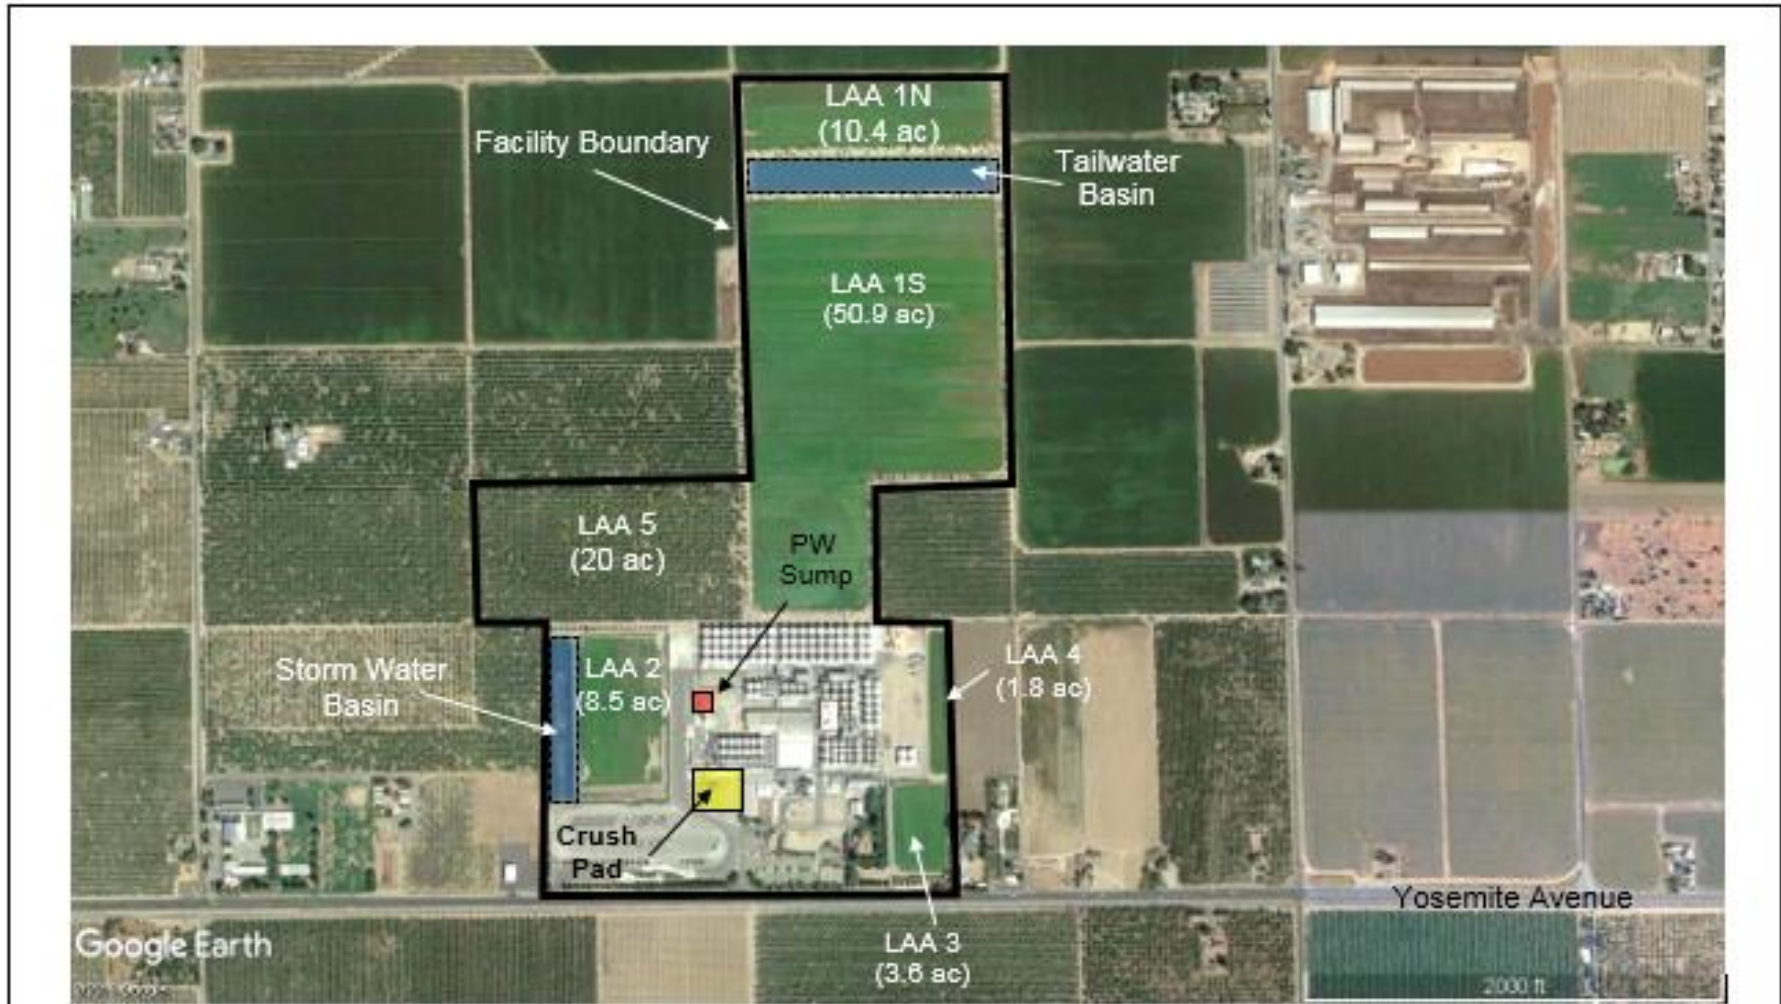 LAA 1N
(10.4 ac)
Facility Boundary
Tailwater
Basin
LAA 1S
(50.9 ac)
LAA 5
(20 ac)
PW
Sump
Storm Water
Basin
LAA 2
(8.5 ac)
LAA 4
(1.8 ac)
Crush
Pad
Yosemite Avenue
Google Earth
LAA 3
(3.6 ac)
2000 ft